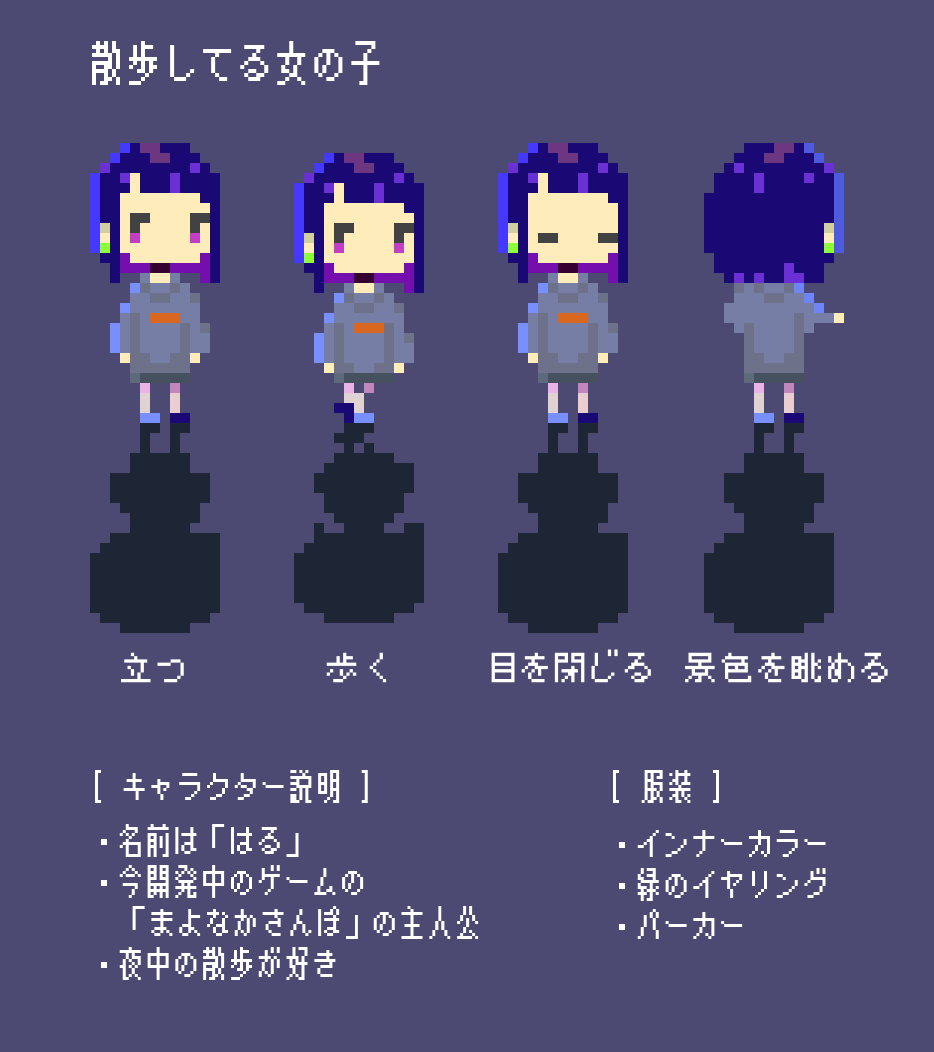 散歩してる女の子
立つ
歩く
目を閉じる
景色を眺める
[ キャラクター説明 ]
・名前は「はる」
・今開発中のゲームの
「まよなかさんぽ」の主人公
・夜中の散歩が好き
[ 服装 ]
・インナーカラー
・緑のイヤリング
・パーカー